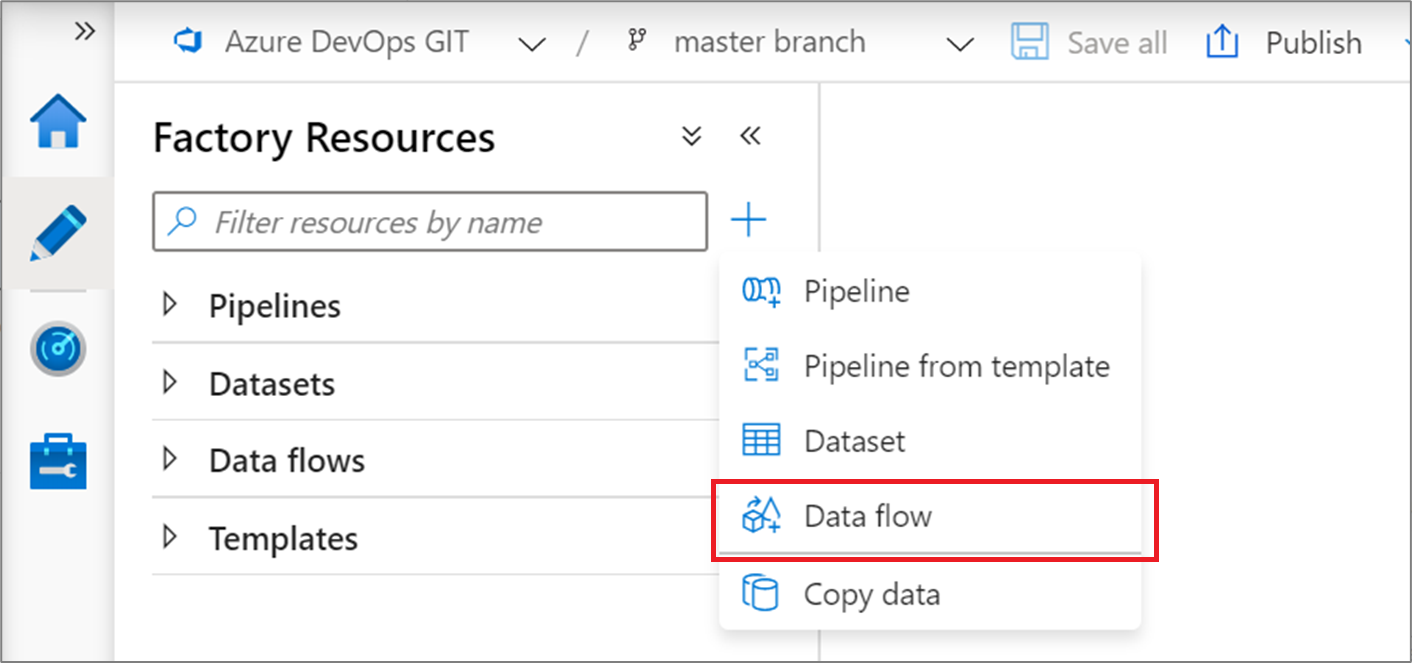 Azure DevOps GIT / master branch Save all Publish
Factory Resources
Filter resources by name
Pipelines
Datasets
Data flows
Templates
Pipeline
Pipeline from template
Dataset
Data flow
Copy data